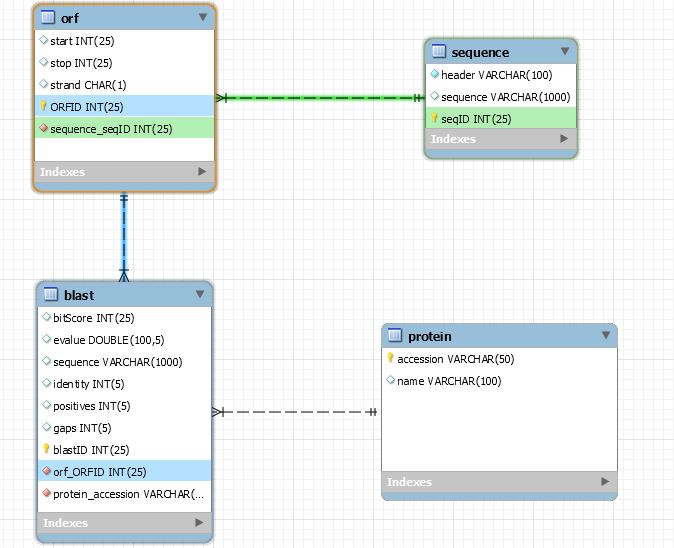 orf
start INT(25)
stop INT(25)
strand CHAR(1)
ORFID INT(25)
sequence_seqID INT(25)
Indexes
sequence
header VARCHAR(100)
sequence VARCHAR(1000)
seqID INT(25)
Indexes
blast
bitScore INT(25)
evalue DOUBLE(100,5)
sequence VARCHAR(1000)
identity INT(5)
positives INT(5)
gaps INT(5)
blastID INT(25)
orf_ORFID INT(25)
protein_accession VARCHAR(...
Indexes
protein
accession VARCHAR(50)
name VARCHAR(100)
Indexes